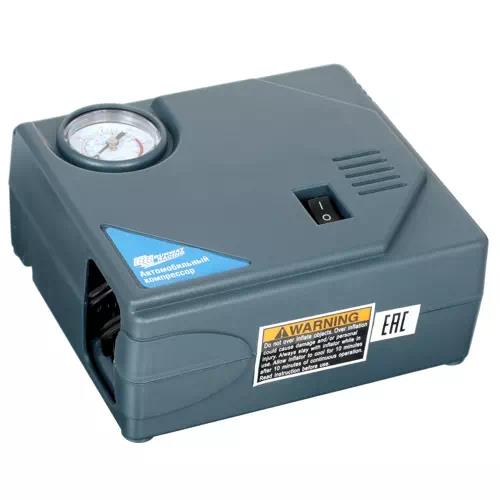 RUNWAY
RACING
Автомобильный
компрессор
I
O
WARNING
Do not over inflate objects. Over inflation
could cause damage and/or personal
injury. Always stay with inflator while in
use. Allow inflator to cool for 10 minutes
after 10 minutes of continuous operation.
Read instruction before use.
EAC